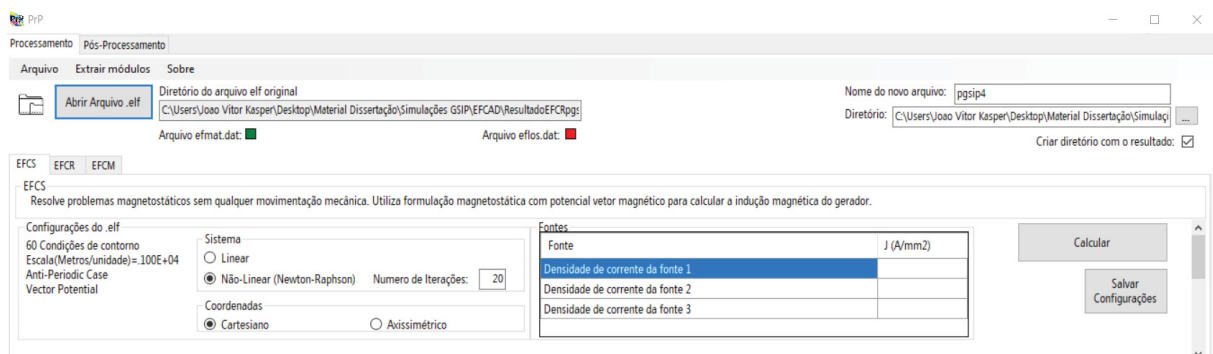 PrP
Processamento Pós-Processamento
Arquivo Extrair módulos Sobre
Abrir Arquivo .elf
Diretório do arquivo elf original
C:\Users\Joao Vitor Kasper\Desktop\Material Dissertação\Simulações GSIP\EFCAD\ResultadoEFCRpgs
Arquivo efmat.dat:
Arquivo eflos.dat:
Nome do novo arquivo: pgsip4
Diretório: C:\Users\Joao Vitor Kasper\Desktop\Material Dissertação\Simulaç ...
Criar diretório com o resultado:
EFCS EFCR EFCM
EFCS
Resolve problemas magnetostáticos sem qualquer movimentação mecânica. Utiliza formulação magnetostática com potencial vetor magnético para calcular a indução magnética do gerador.
Configurações do .elf
60 Condições de contorno
Escala(Metros/unidade)=.100E+04
Anti-Periodic Case
Vector Potential
Sistema
Linear
Não-Linear (Newton-Raphson) Numero de Iterações: 20
Coordenadas
Cartesiano Axissimétrico
Fontes
Fonte J (A/mm2)
Densidade de corrente da fonte 1
Densidade de corrente da fonte 2
Densidade de corrente da fonte 3
Calcular
Salvar
Configurações